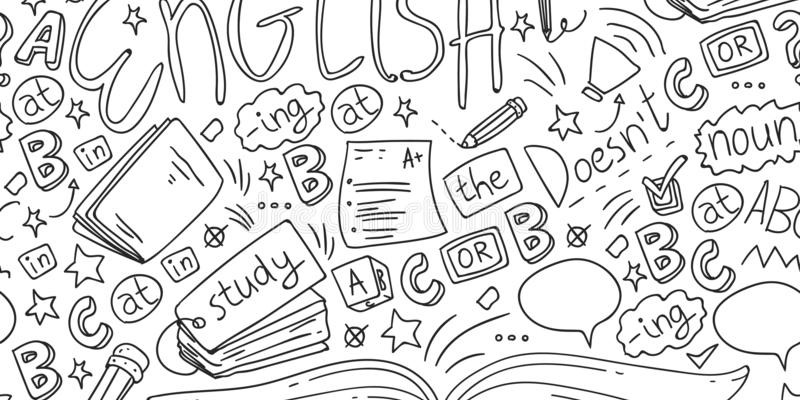 ENGLISH
A
at
-ing
at
OR
C
noun
B
in
B
A+
the
Doesn't
at
ABC
in
at
in
study
A
B
C
OR
B
B
C
-ing
B
C
B